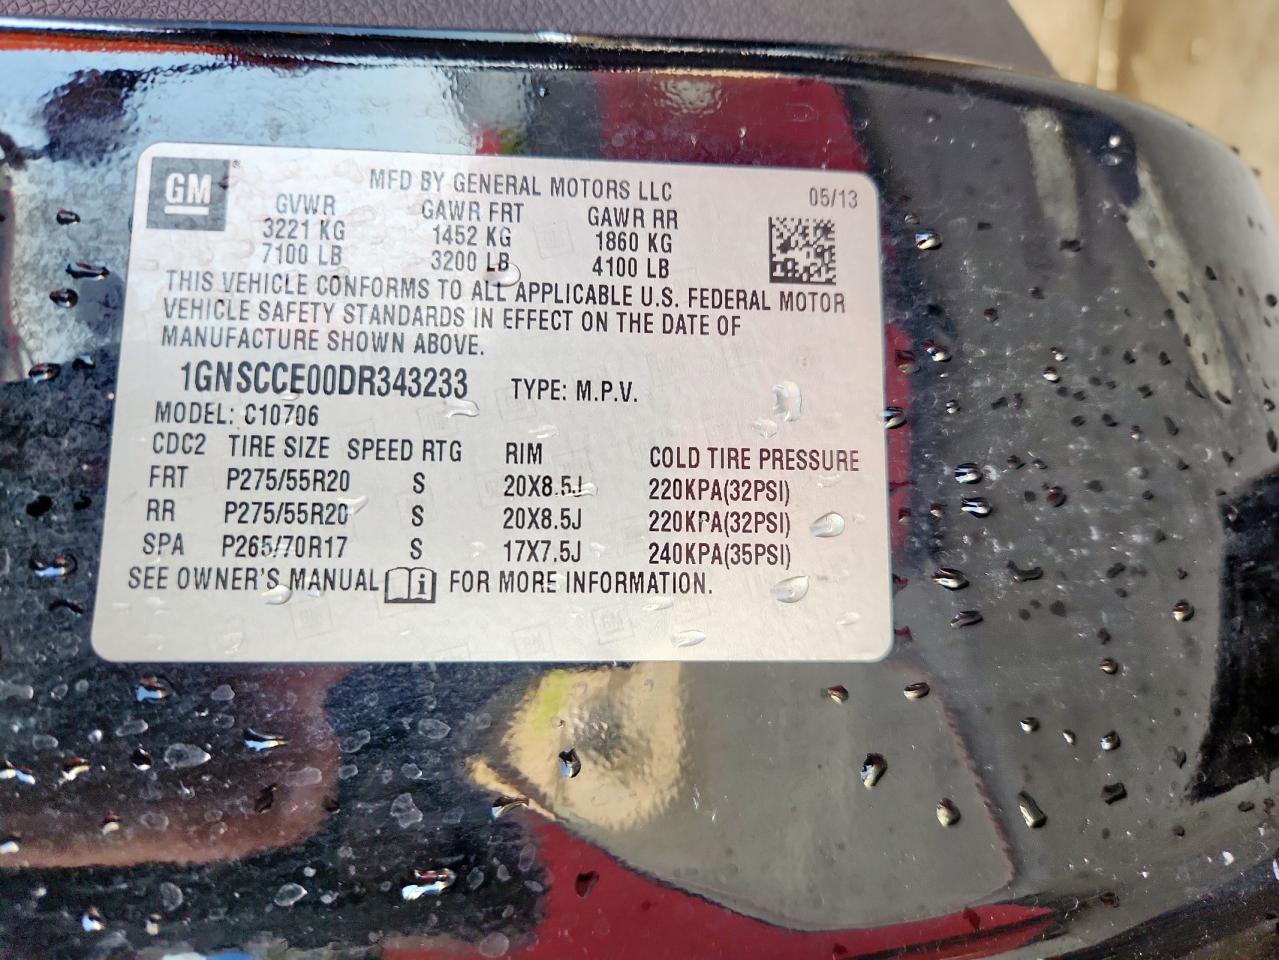 GM
MFD BY GENERAL MOTORS LLC
05/13
GVWR GAWR FRT GAWR RR
3221 KG 1452 KG 1860 KG
7100 LB 3200 LB 4100 LB
THIS VEHICLE CONFORMS TO ALL APPLICABLE U.S. FEDERAL MOTOR
VEHICLE SAFETY STANDARDS IN EFFECT ON THE DATE OF
MANUFACTURE SHOWN ABOVE.
1GNSCCE00DR343233 TYPE: M.P.V.
MODEL: C10706
CDC2 TIRE SIZE SPEED RTG RIM COLD TIRE PRESSURE
FRT P275/55R20 S 20X8.5J 220KPA(32PSI)
RR P275/55R20 S 20X8.5J 220KPA(32PSI)
SPA P265/70R17 S 17X7.5J 240KPA(35PSI)
SEE OWNER'S MANUAL FOR MORE INFORMATION.